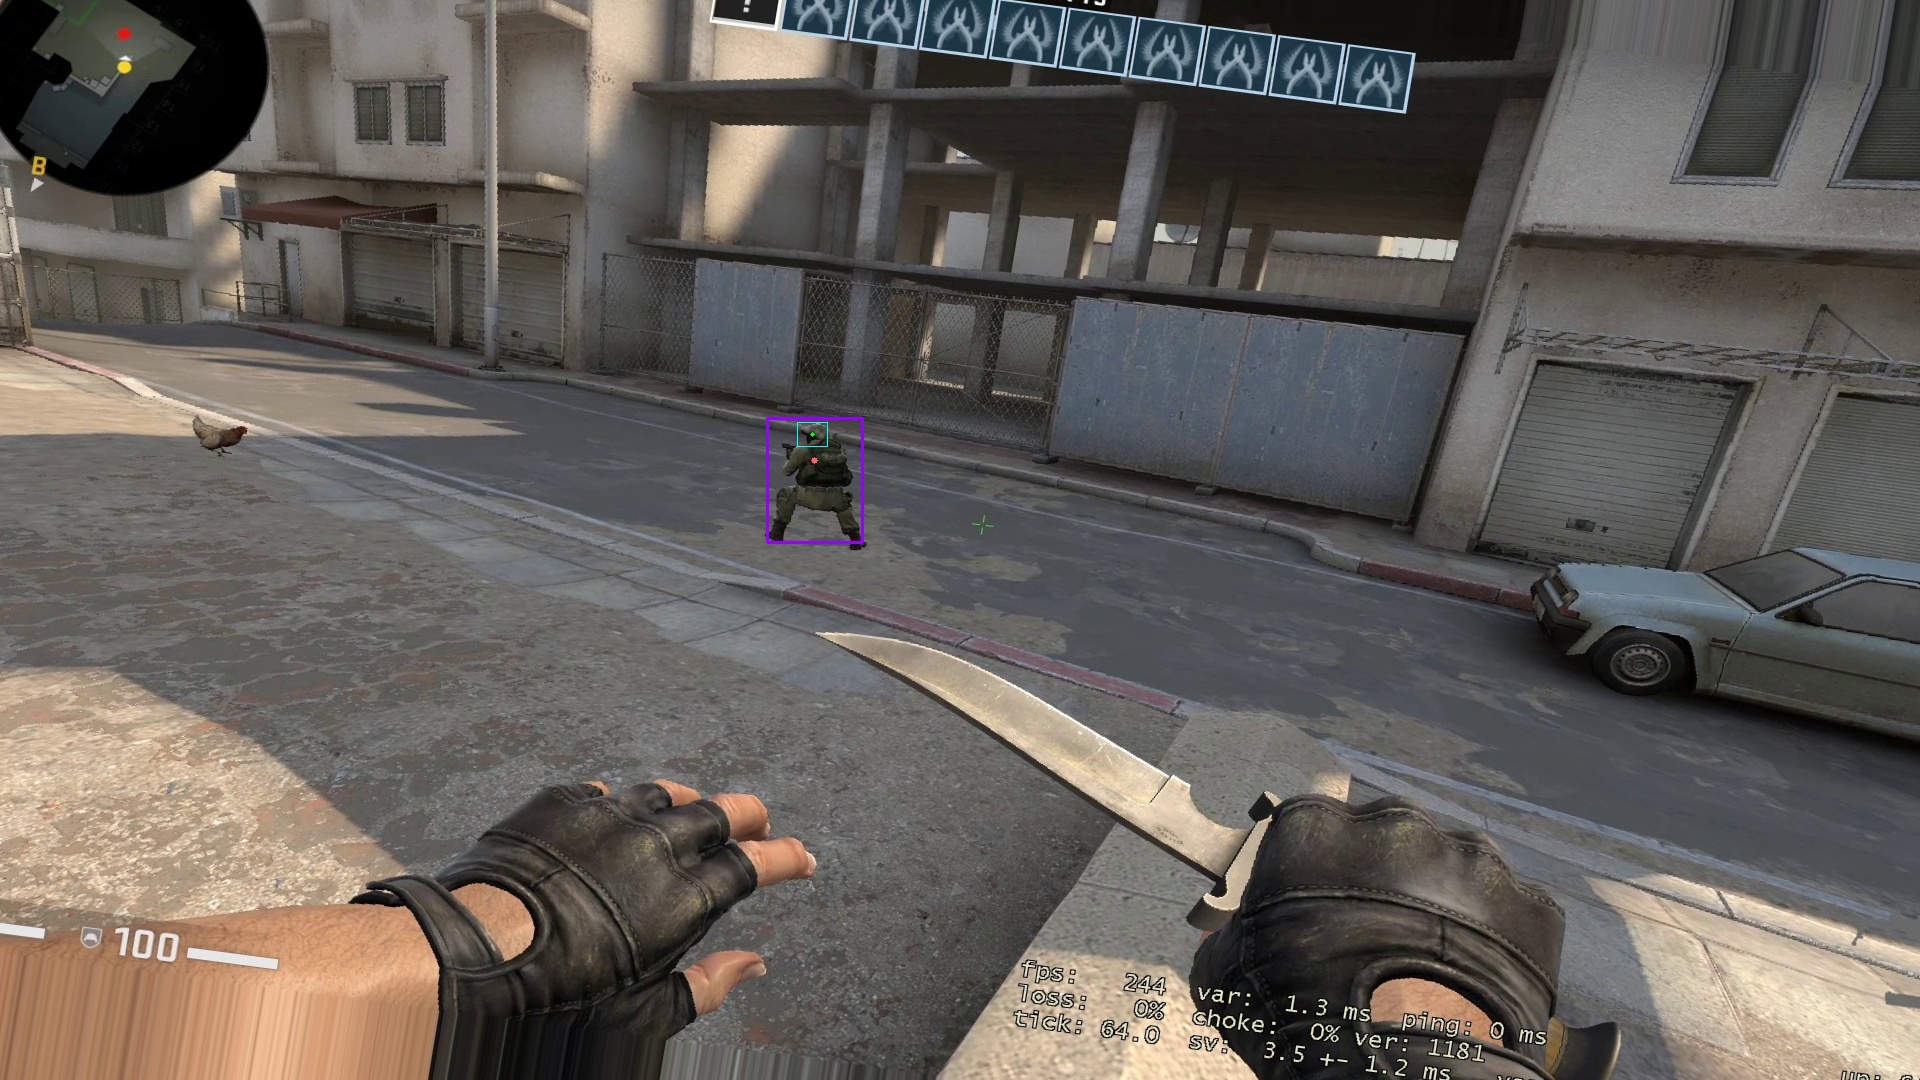 ?
B
100
fps: 244 var: 1.3 ms ping: 0 ms
loss: 0% choke: 0% ver: 1181
tick: 64.0 sv: 3.5 +- 1.2 ms